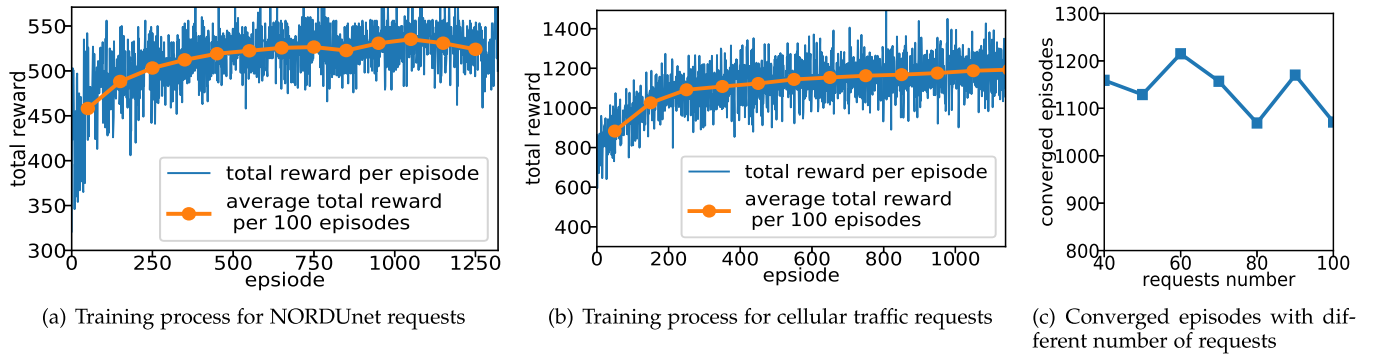 550
500
450
400
350
300
total reward
0
250
500
750
1000
1250
epsiode
total reward per episode
average total reward
per 100 episodes
(a) Training process for NORDUnet requests
1400
1200
1000
800
600
400
total reward
0
200
400
600
800
1000
epsiode
total reward per episode
average total reward
per 100 episodes
(b) Training process for cellular traffic requests
1300
1200
1100
1000
900
800
converged episodes
40
60
80
100
requests number
(c) Converged episodes with dif-
ferent number of requests